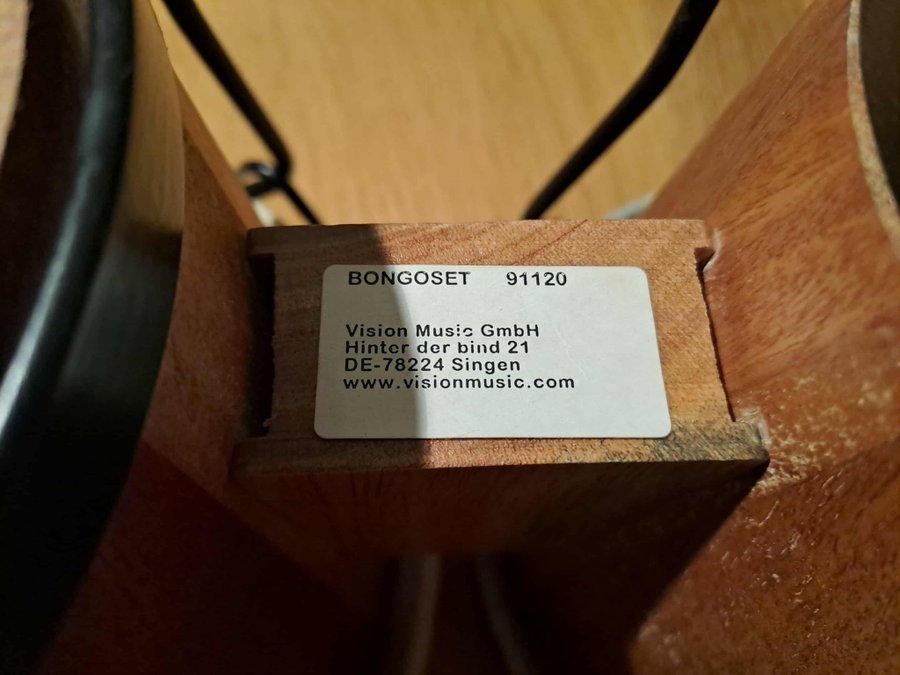 BONGOSET 91120
Vision Music GmbH
Hinter der bind 21
DE-78224 Singen
www.visionmusic.com